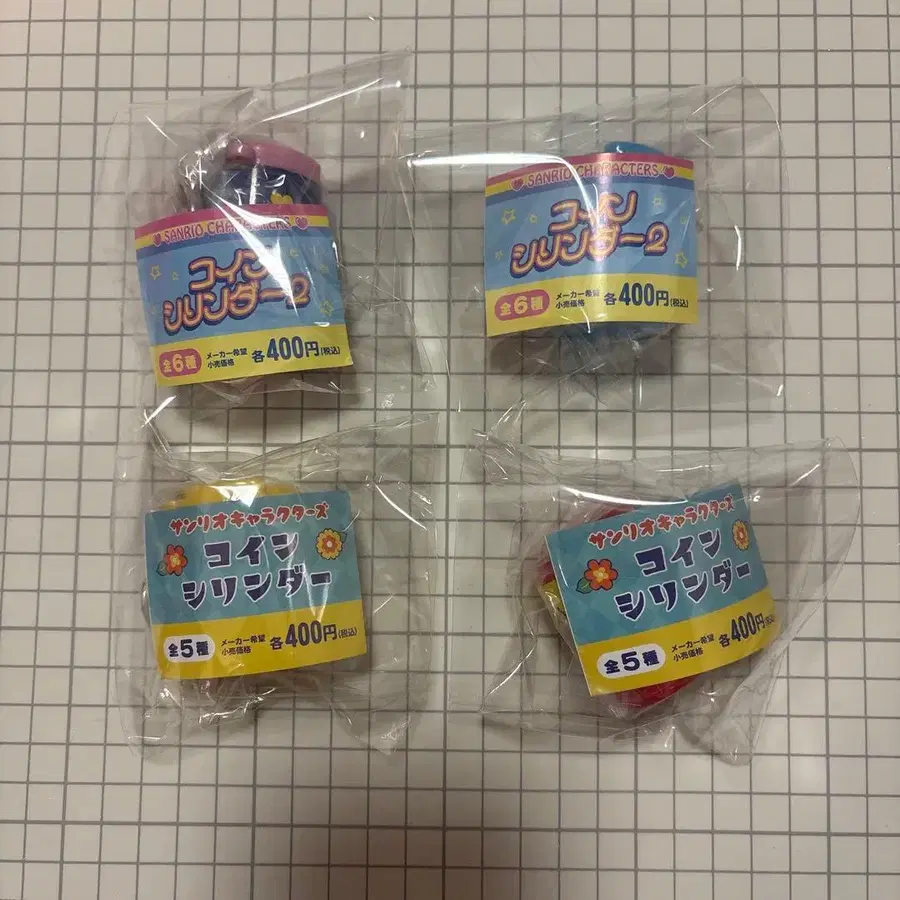 SANRIO CHARACTERS
コイン
シリンダー2
全6種
メーカー希望
小売価格
各400円(税込)
SANRIO CHARACTERS
コイン
シリンダー2
全6種
メーカー希望
小売価格
各400円(税込)
サンリオキャラクターズ
コイン
シリンダー
全5種
メーカー希望
小売価格
各400円(税込)
サンリオキャラクターズ
コイン
シリンダー
全5種
メーカー希望
小売価格
各400円(税込)